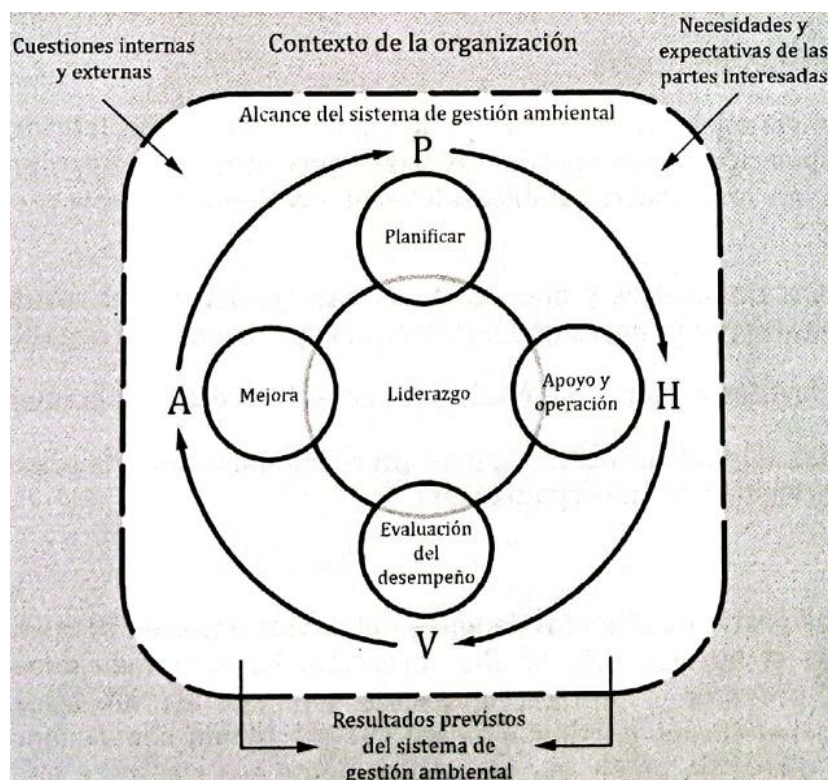 Cuestiones internas
y externas
Contexto de la organización
Necesidades y
expectativas de las
partes interesadas
Alcance del sistema de gestión ambiental
P
Planificar
A
Mejora
Liderazgo
Apoyo y
operación
H
Evaluación
del
desempeño
V
Resultados previstos
del sistema de
gestión ambiental